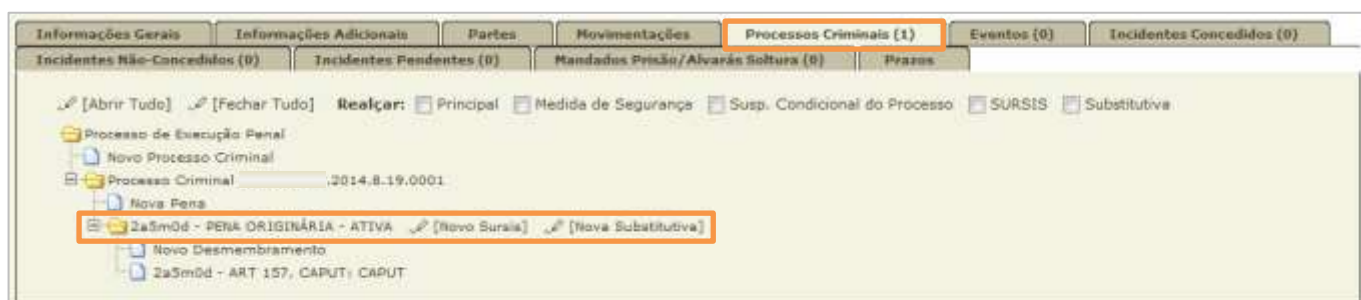 Informações Gerais Informações Adicionais Partes Movimentações Processos Criminais (1) Eventos (0) Incidentes Concedidos (0)
Incidentes Não-Concedidos (0) Incidentes Pendentes (0) Mandados Prisão/Alvarás Soltura (0) Prazos
[Abrir Tudo] [Fechar Tudo] Realçar: Principal Medida de Segurança Susp. Condicional do Processo SURSIS Substitutiva
Processo de Execução Penal
Novo Processo Criminal
Processo Criminal .2014.8.19.0001
Nova Pena
2a5m0d - PENA ORIGINÁRIA - ATIVA [Novo Sursis] [Nova Substitutiva]
Novo Desmembramento
2a5m0d - ART 157, CAPUT: CAPUT